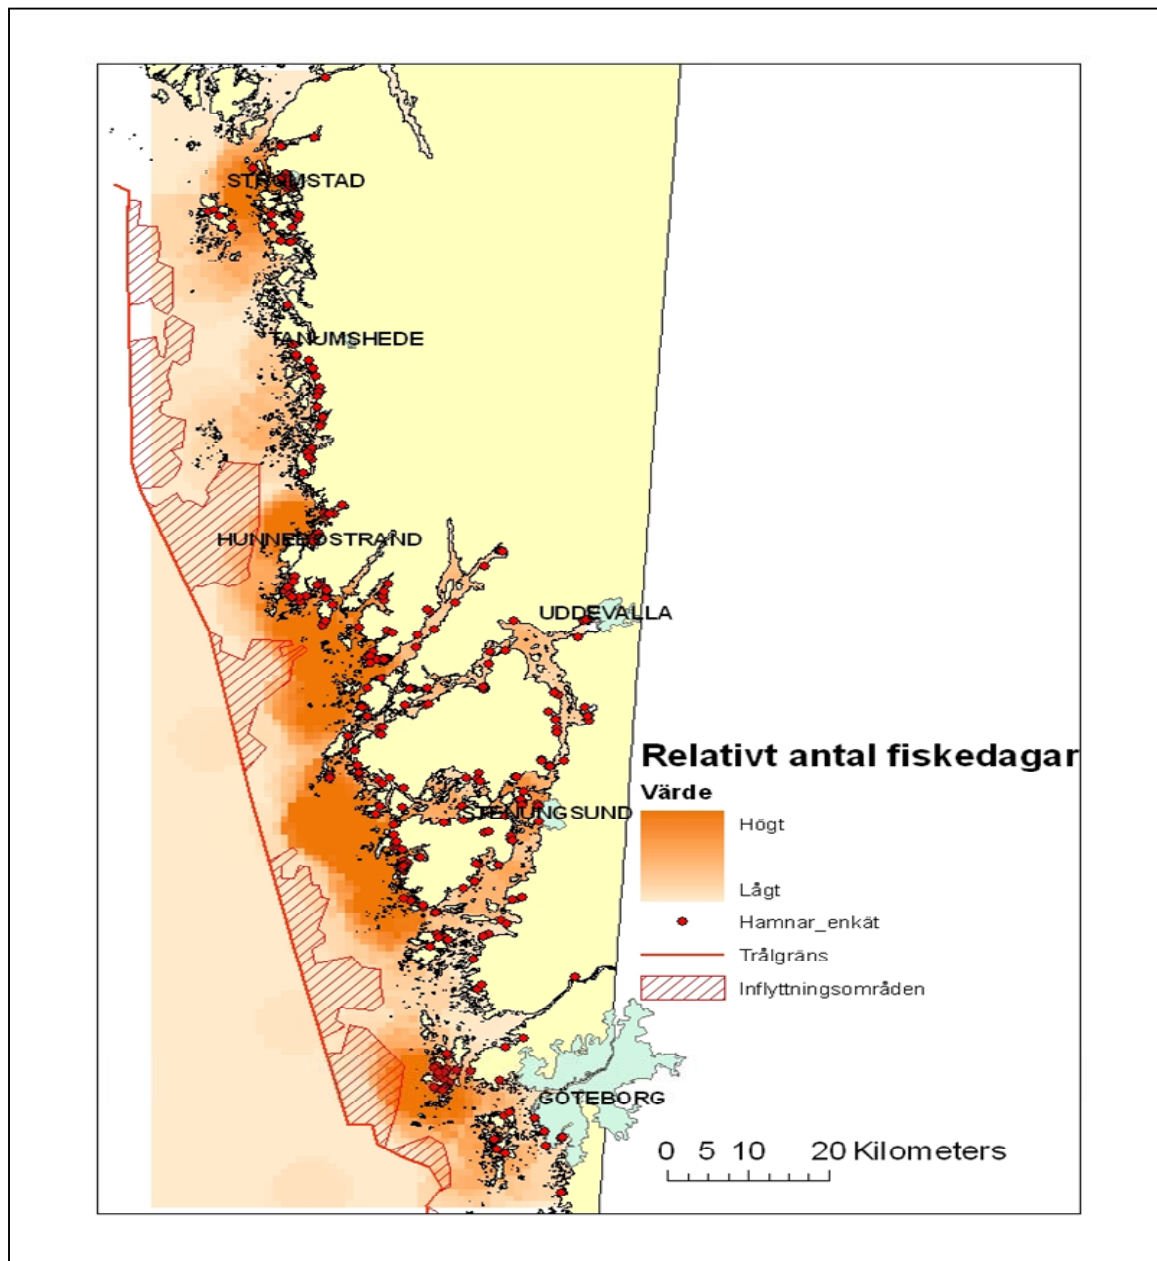 STRÖMSTAD
TANUMSHEDE
HUNNEBOSTRAND
UDDEVALLA
Relativt antal fiskedagar
Värde
Högt
STENUNGSUND
Lågt
Hamnar_enkät
Trålgräns
Inflyttningsområden
GÖTEBORG
0 5 10 20 Kilometers